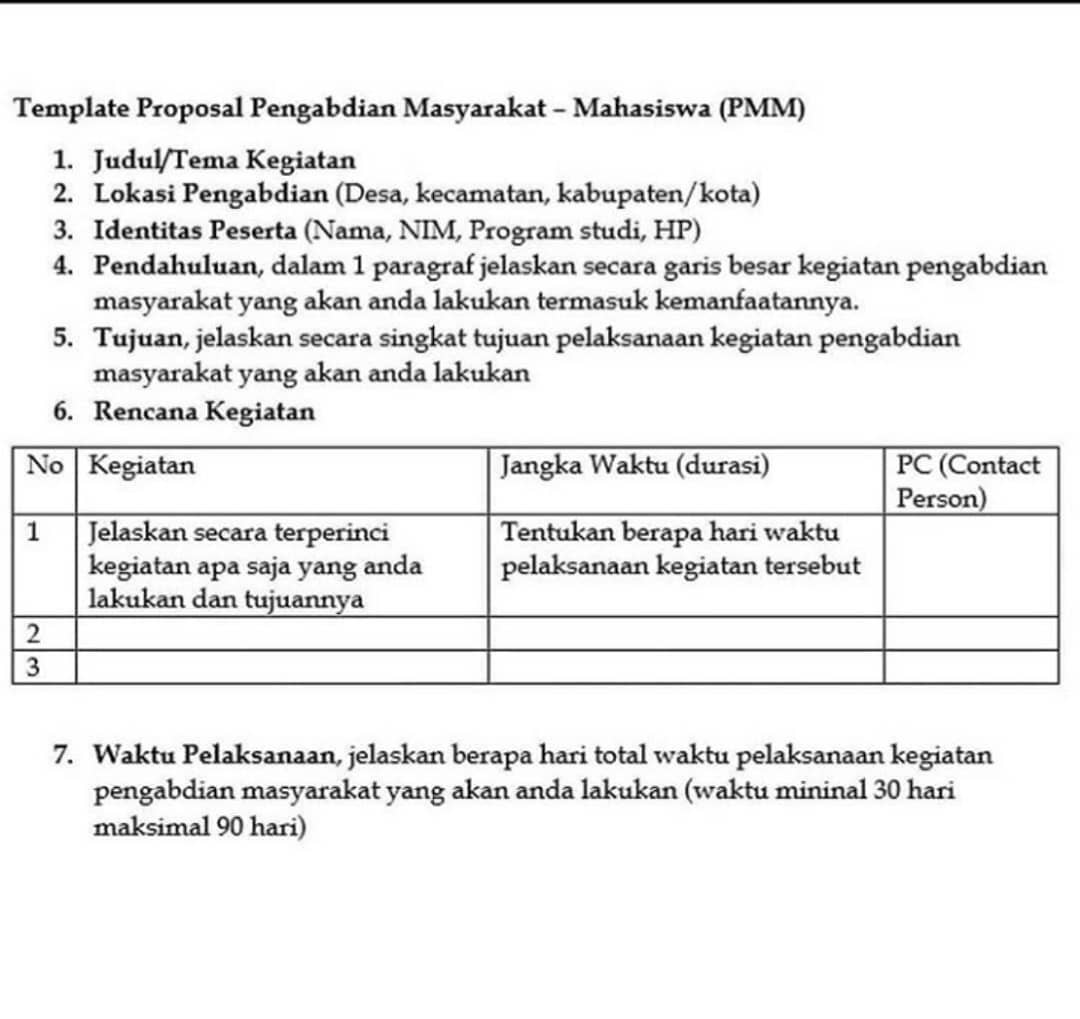 Template Proposal Pengabdian Masyarakat – Mahasiswa (PMM)
1. Judul/Tema Kegiatan
2. Lokasi Pengabdian (Desa, kecamatan, kabupaten/kota)
3. Identitas Peserta (Nama, NIM, Program studi, HP)
4. Pendahuluan, dalam 1 paragraf jelaskan secara garis besar kegiatan pengabdian
masyarakat yang akan anda lakukan termasuk kemanfaatannya.
5. Tujuan, jelaskan secara singkat tujuan pelaksanaan kegiatan pengabdian
masyarakat yang akan anda lakukan
6. Rencana Kegiatan
No Kegiatan Jangka Waktu (durasi) PC (Contact
Person)
1 Jelaskan secara terperinci Tentukan berapa hari waktu
kegiatan apa saja yang anda pelaksanaan kegiatan tersebut
lakukan dan tujuannya
2
3
7. Waktu Pelaksanaan, jelaskan berapa hari total waktu pelaksanaan kegiatan
pengabdian masyarakat yang akan anda lakukan (waktu mininal 30 hari
maksimal 90 hari)